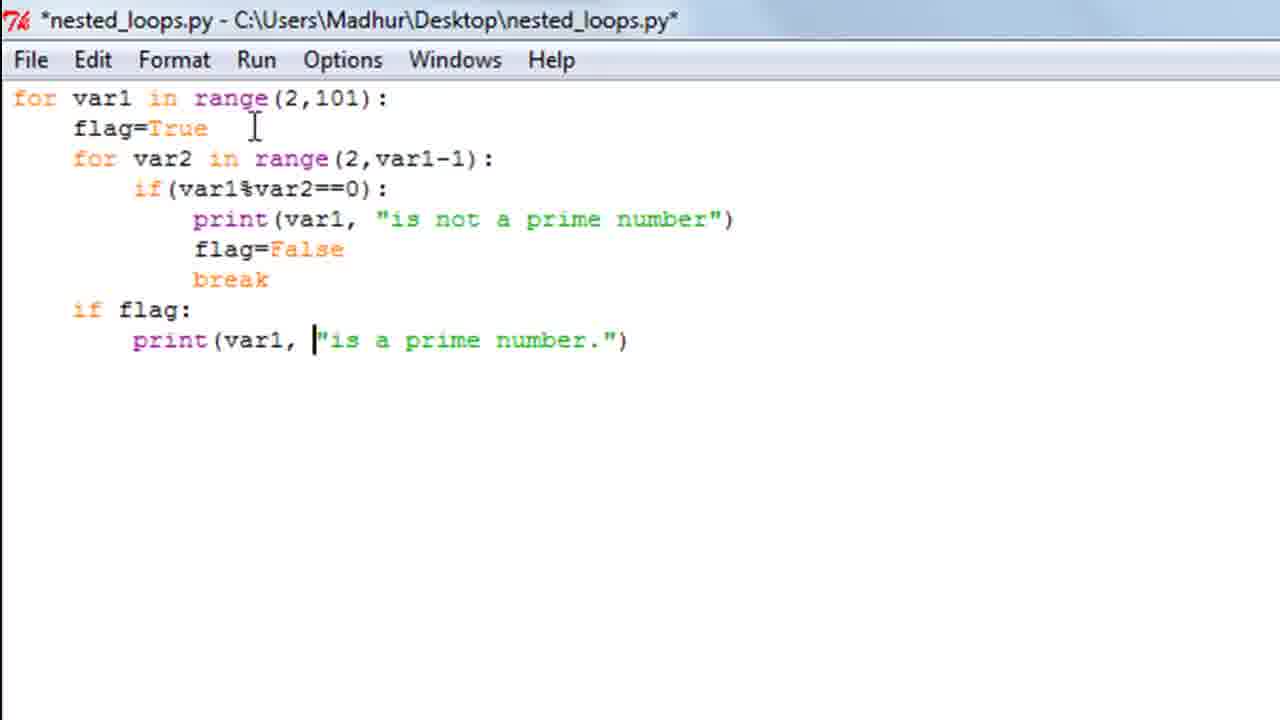 *nested_loops.py - C:\Users\Madhur\Desktop\nested_loops.py*
File Edit Format Run Options Windows Help
for var1 in range(2,101):
    flag=True
    for var2 in range(2,var1-1):
        if(var1%var2==0):
            print(var1, "is not a prime number")
            flag=False
            break
    if flag:
        print(var1, "is a prime number.")